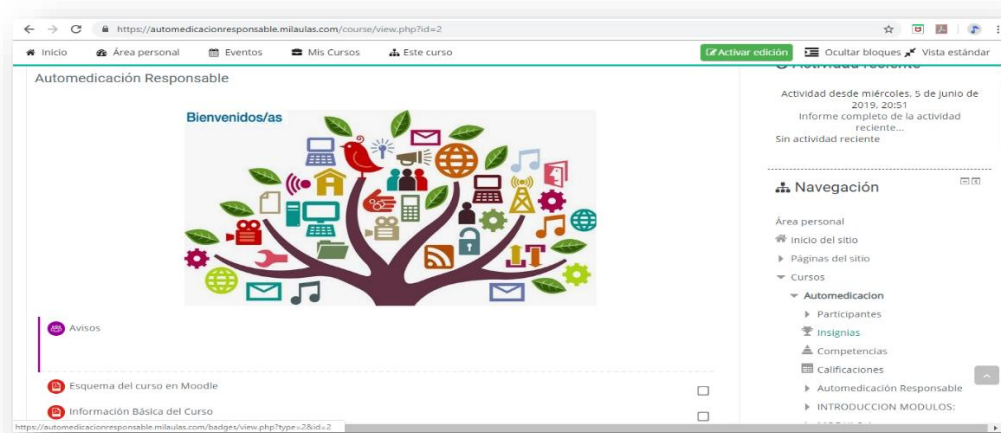 https://automedicacionresponsable.milaulas.com/course/view.php?id=2
Inicio Área personal Eventos Mis Cursos Este curso Activar edición Ocultar bloques Vista estándar
Automedicación Responsable
Bienvenidos/as
Avisos
Esquema del curso en Moodle
Información Básica del Curso
Actividad desde miércoles, 5 de junio de
2019, 20:51
Informe completo de la actividad
reciente...
Sin actividad reciente
Navegación
Área personal
Inicio del sitio
Páginas del sitio
Cursos
Automedicacion
Participantes
Insignias
Competencias
Calificaciones
Automedicación Responsable
INTRODUCCION MODULOS:
https://automedicacionresponsable.milaulas.com/badges/view.php?type=2&id=2